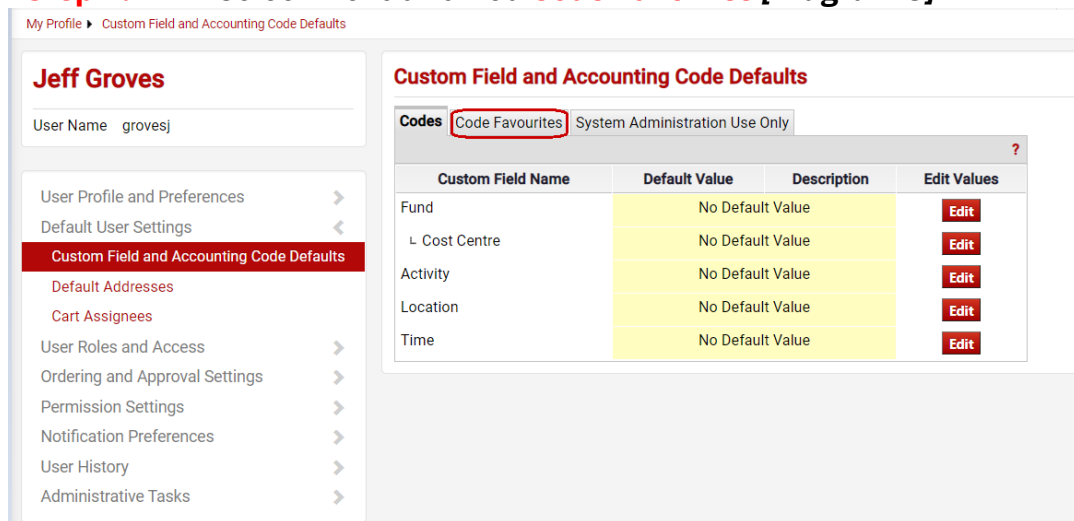 My Profile ▸ Custom Field and Accounting Code Defaults
Jeff Groves
User Name grovesj
User Profile and Preferences
Default User Settings
Custom Field and Accounting Code Defaults
Default Addresses
Cart Assignees
User Roles and Access
Ordering and Approval Settings
Permission Settings
Notification Preferences
User History
Administrative Tasks
Custom Field and Accounting Code Defaults
Codes Code Favourites System Administration Use Only
?
Custom Field Name Default Value Description Edit Values
Fund No Default Value Edit
Cost Centre No Default Value Edit
Activity No Default Value Edit
Location No Default Value Edit
Time No Default Value Edit